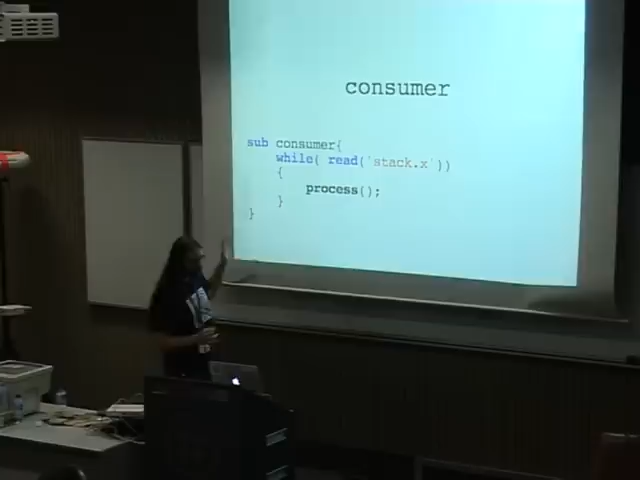 consumer
sub consumer{
while( read('stack.x'))
{
process();
}
}